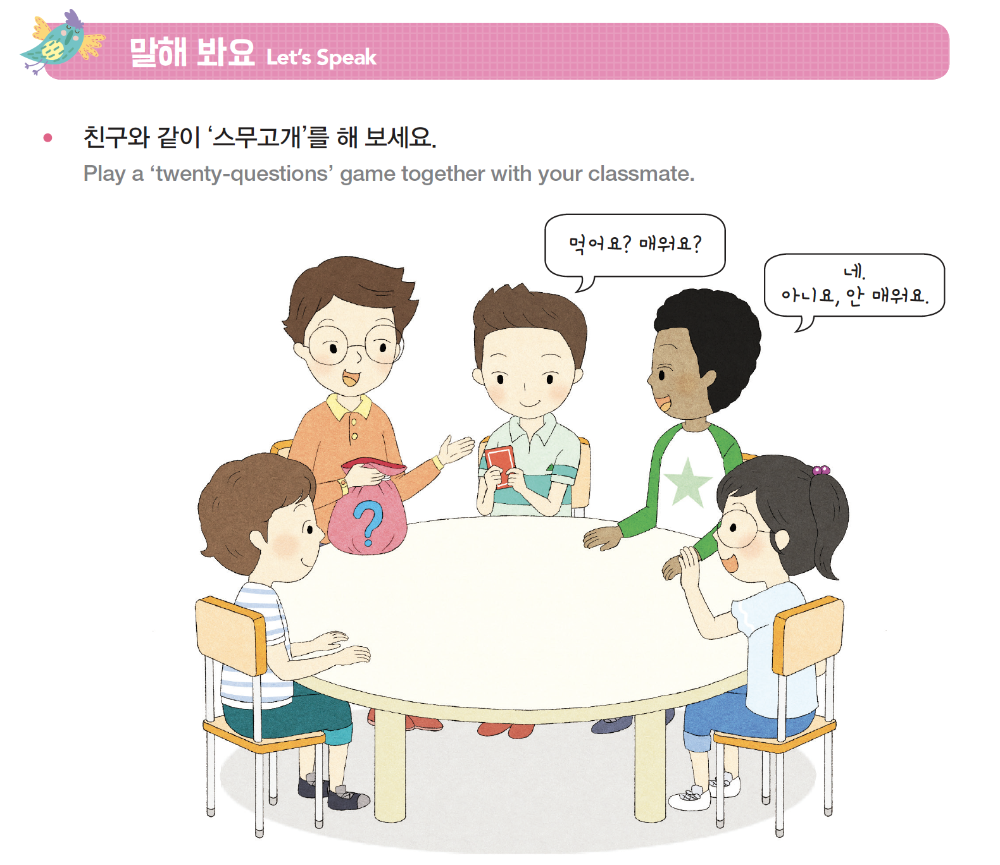 말해 봐요 Let's Speak
친구와 같이 ‘스무고개’를 해 보세요.
Play a ‘twenty-questions’ game together with your classmate.
먹어요? 매워요?
네.
아니요, 안 매워요.
?